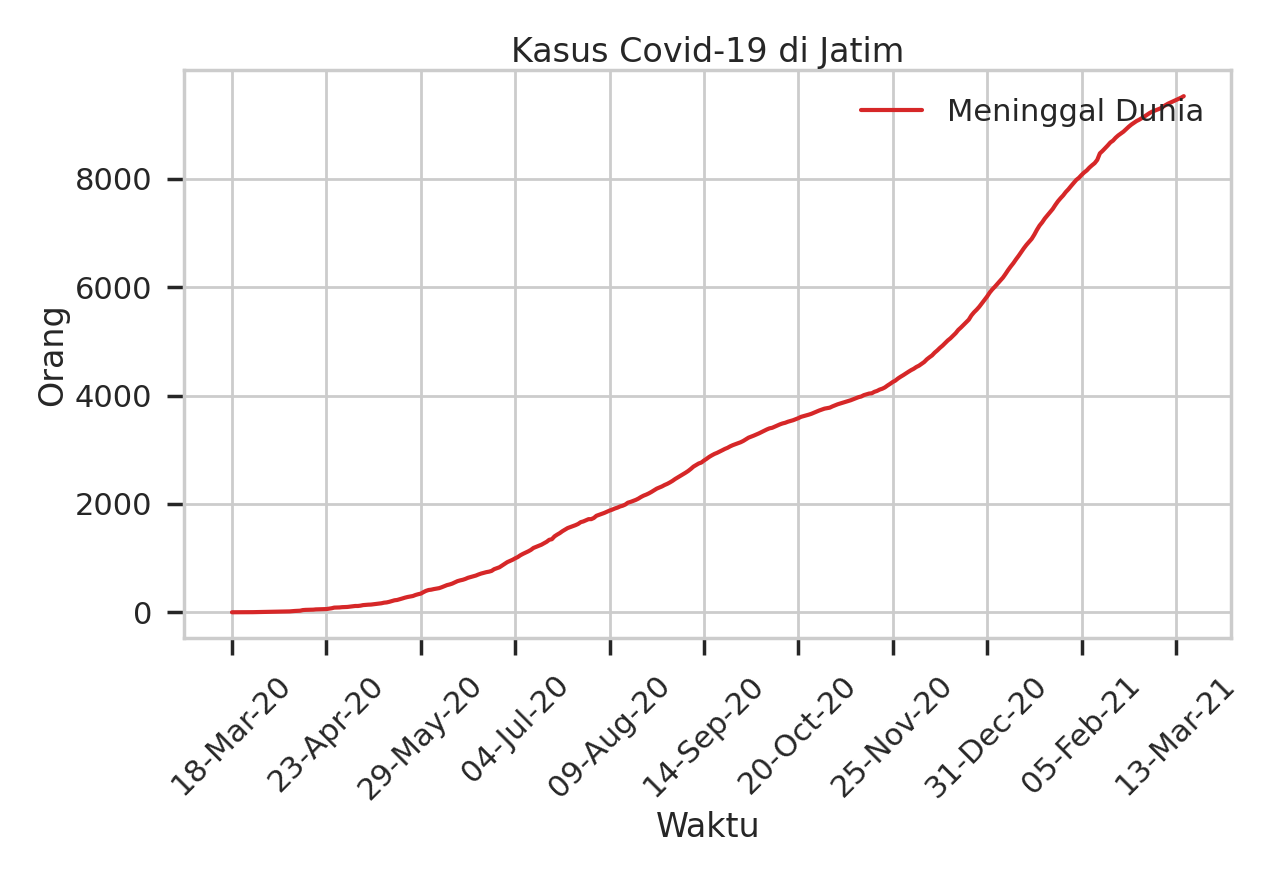 Kasus Covid-19 di Jatim
Meninggal Dunia
Orang
8000
6000
4000
2000
0
18-Mar-20
23-Apr-20
29-May-20
04-Jul-20
09-Aug-20
14-Sep-20
20-Oct-20
25-Nov-20
31-Dec-20
05-Feb-21
13-Mar-21
Waktu